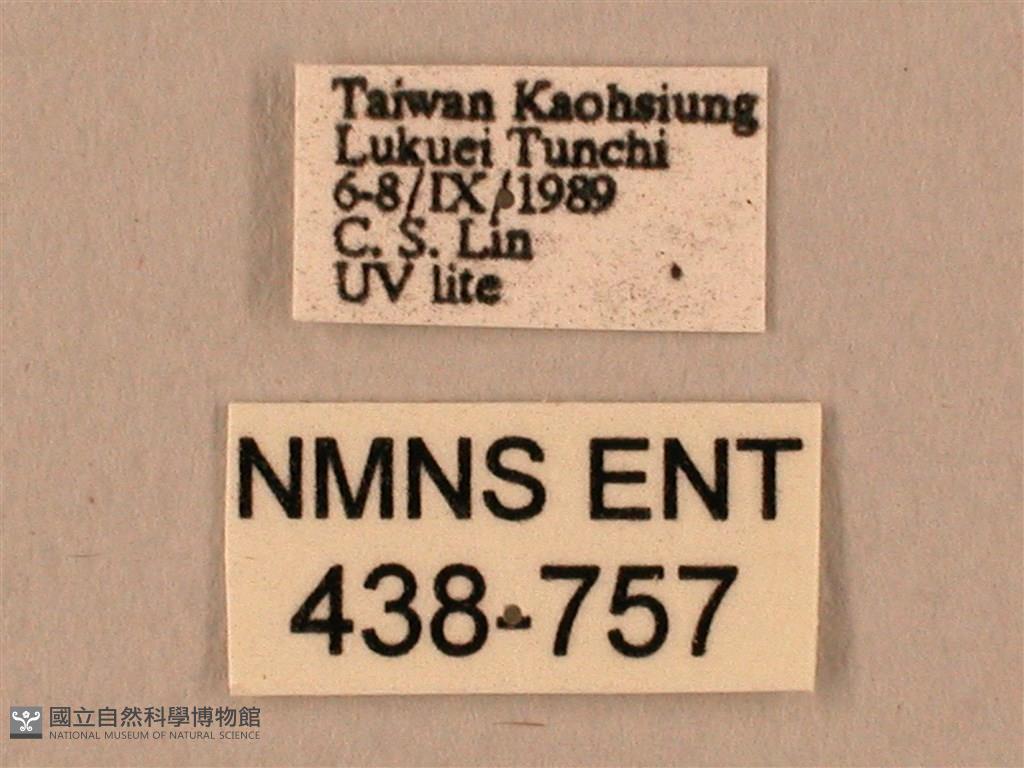 Taiwan Kaohsiung
Lukuei Tunchi
6-8/IX/1989
C. S. Lin
UV lite
NMNS ENT
438-757
國立自然科學博物館
NATIONAL MUSEUM OF NATURAL SCIENCE